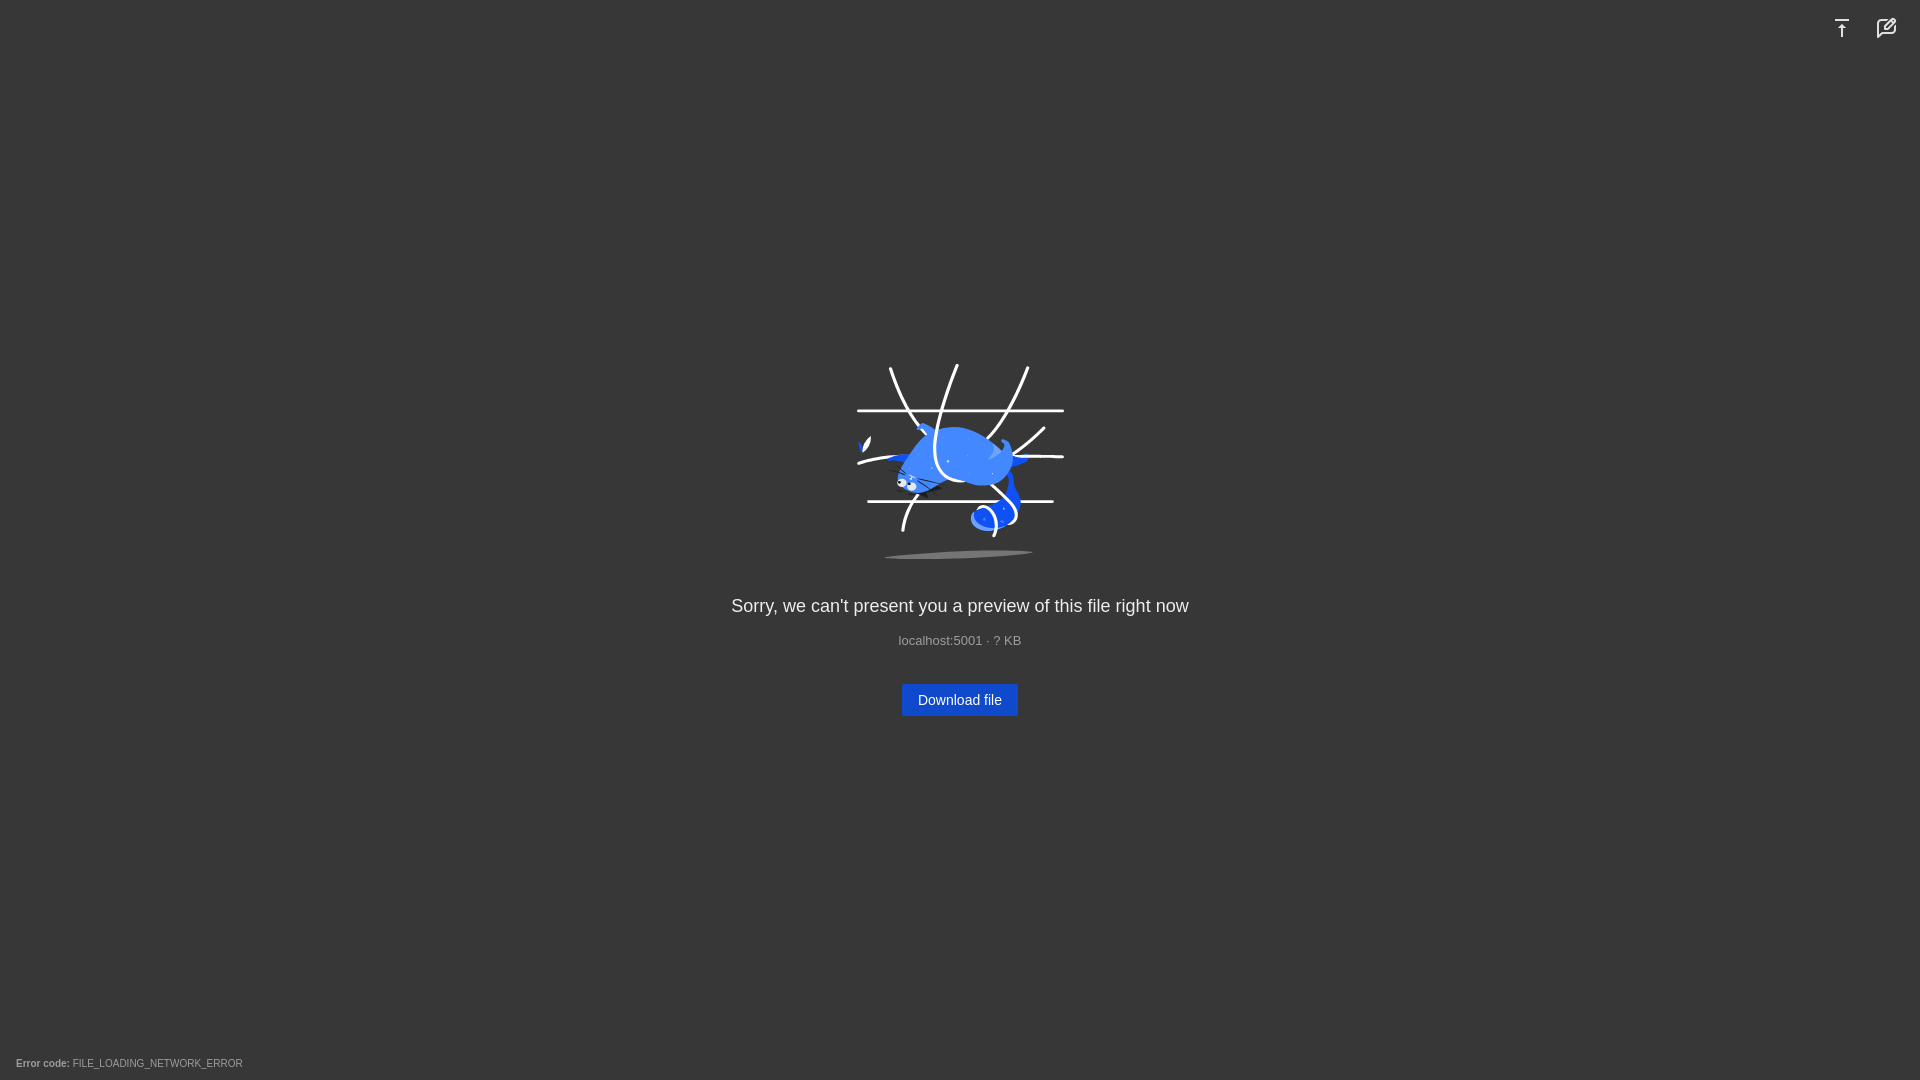 Sorry, we can't present you a preview of this file right now
localhost:5001 · ? KB
Download file
Error code: FILE_LOADING_NETWORK_ERROR